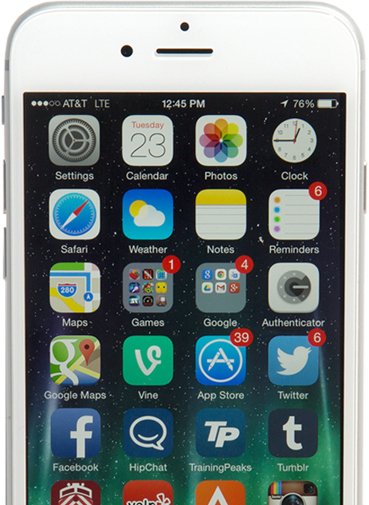 AT&T LTE 12:45 PM 76%
Tuesday
23
Settings Calendar Photos Clock
6
Safari Weather Notes Reminders
280 1 4
Maps Games Google Authenticator
39 6
Google Maps Vine App Store Twitter
f TP t
Facebook HipChat TrainingPeaks Tumblr
yelp